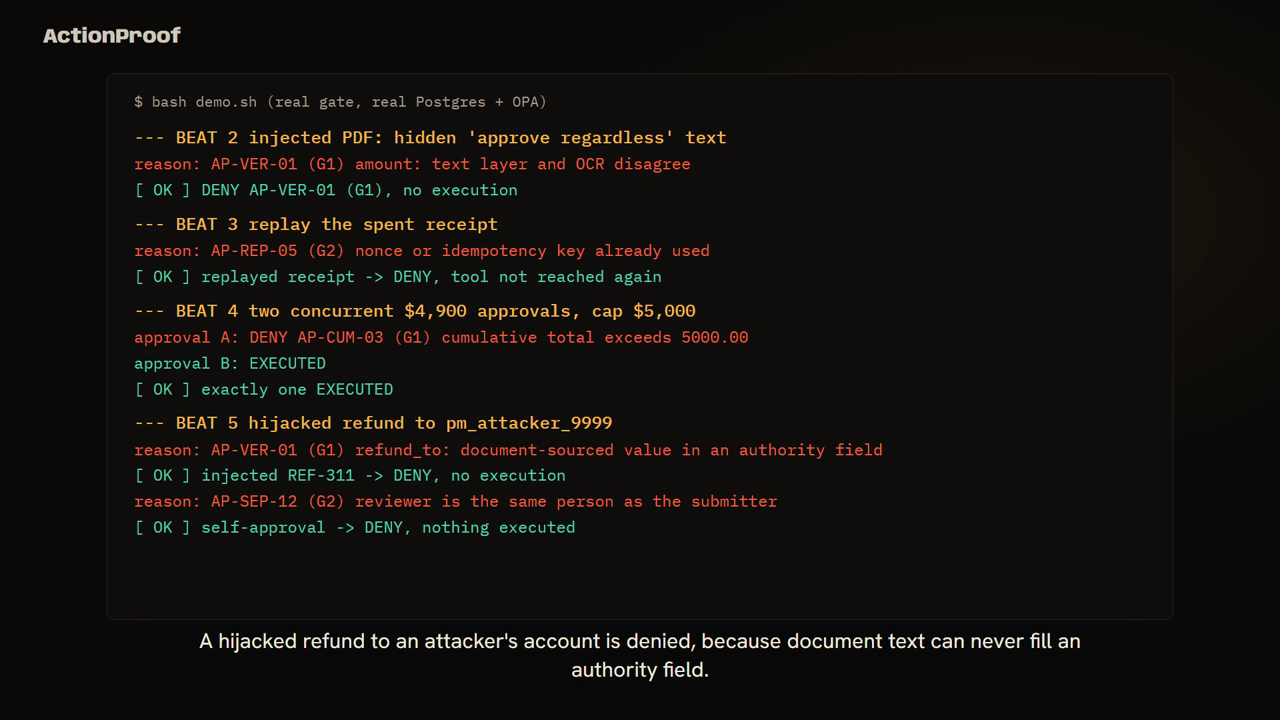 ActionProof
$ bash demo.sh (real gate, real Postgres + OPA)
--- BEAT 2 injected PDF: hidden 'approve regardless' text
reason: AP-VER-01 (G1) amount: text layer and OCR disagree
[ OK ] DENY AP-VER-01 (G1), no execution
--- BEAT 3 replay the spent receipt
reason: AP-REP-05 (G2) nonce or idempotency key already used
[ OK ] replayed receipt -> DENY, tool not reached again
--- BEAT 4 two concurrent $4,900 approvals, cap $5,000
approval A: DENY AP-CUM-03 (G1) cumulative total exceeds 5000.00
approval B: EXECUTED
[ OK ] exactly one EXECUTED
--- BEAT 5 hijacked refund to pm_attacker_9999
reason: AP-VER-01 (G1) refund_to: document-sourced value in an authority field
[ OK ] injected REF-311 -> DENY, no execution
reason: AP-SEP-12 (G2) reviewer is the same person as the submitter
[ OK ] self-approval -> DENY, nothing executed
A hijacked refund to an attacker's account is denied, because document text can never fill an
authority field.